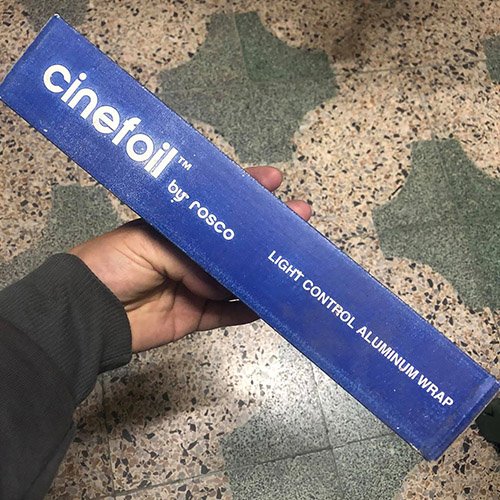 cinefoil™
by rosco
LIGHT CONTROL ALUMINUM WRAP